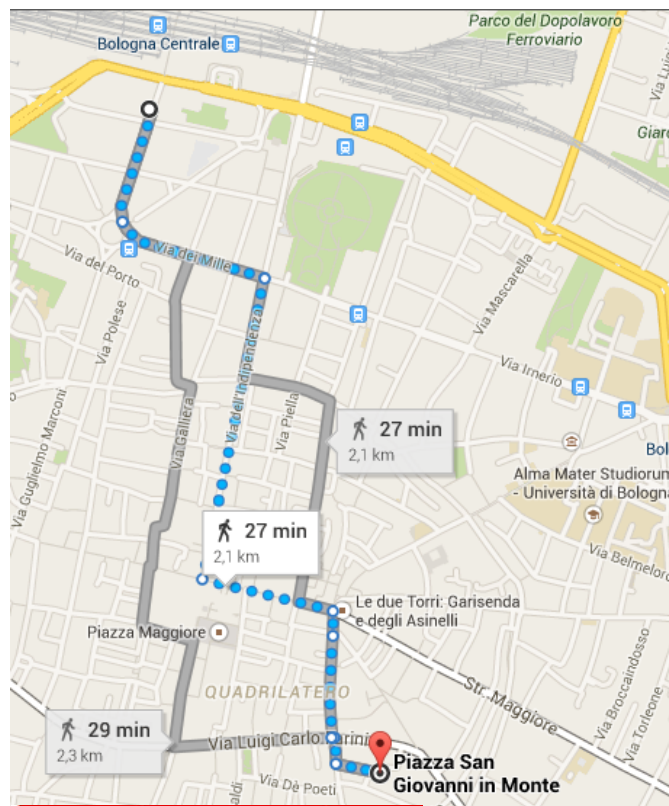 Parco del Dopolavoro
Ferroviario
Bologna Centrale
Via dei Mille
Via del Porto
Via Polese
Via Mascarella
Via dell'Indipendenza
Via Irnerio
Via Piella
Via Galliera
Via Guglielmo Marconi
27 min
2,1 km
Alma Mater Studiorum
- Università di Bologna
27 min
2,1 km
Via Belmeloro
Le due Torri: Garisenda
e degli Asinelli
Piazza Maggiore
QUADRILATERO
Str. Maggiore
Via Broccaindosso
Via Torleone
29 min
2,3 km
Via Luigi Carlo Farini
Piazza San
Giovanni in Monte
Via Dè Poeti